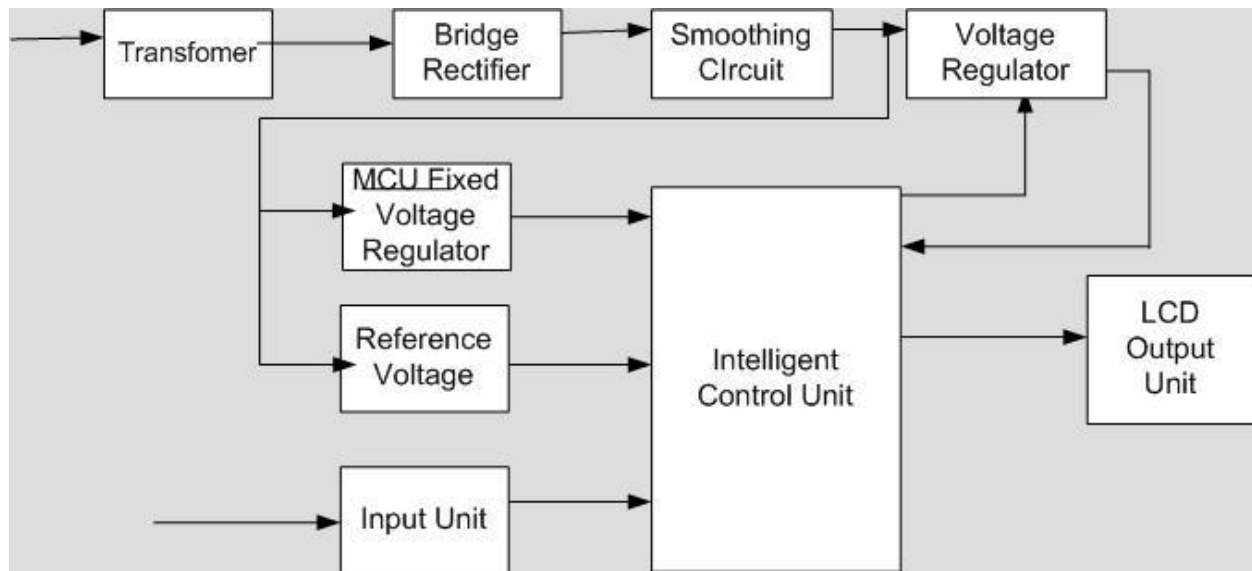 Transfomer
Bridge
Rectifier
Smoothing
CIrcuit
Voltage
Regulator
MCU Fixed
Voltage
Regulator
Reference
Voltage
Intelligent
Control Unit
LCD
Output
Unit
Input Unit